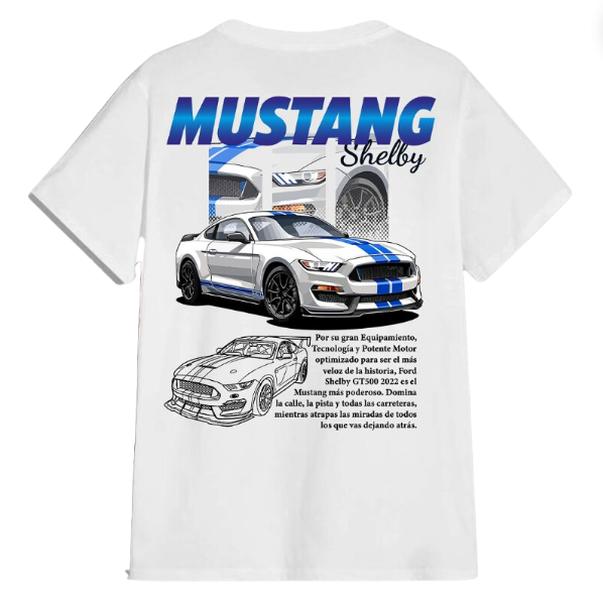 MUSTANG
Shelby
Por su gran Equipamiento,
Tecnología y Potente Motor
optimizado para ser el más
veloz de la historia, Ford
Shelby GT500 2022 es el
Mustang más poderoso. Domina
la calle, la pista y todas las carreteras,
mientras atrapas las miradas de todos
los que vas dejando atrás.